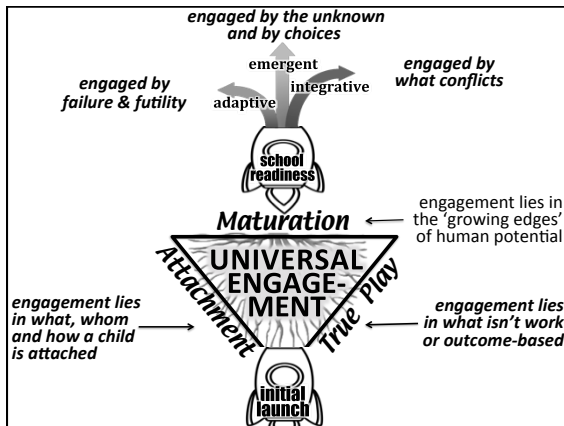 engaged by the unknown
and by choices
engaged by
failure & futility
engaged by
what conflicts
emergent
adaptive
integrative
school
readiness
Maturation
engagement lies
in the ‘growing edges’
of human potential
UNIVERSAL
ENGAGE-
MENT
Attachment
True Play
engagement lies
in what, whom
and how a child
is attached
engagement lies
in what isn’t work
or outcome-based
initial
launch